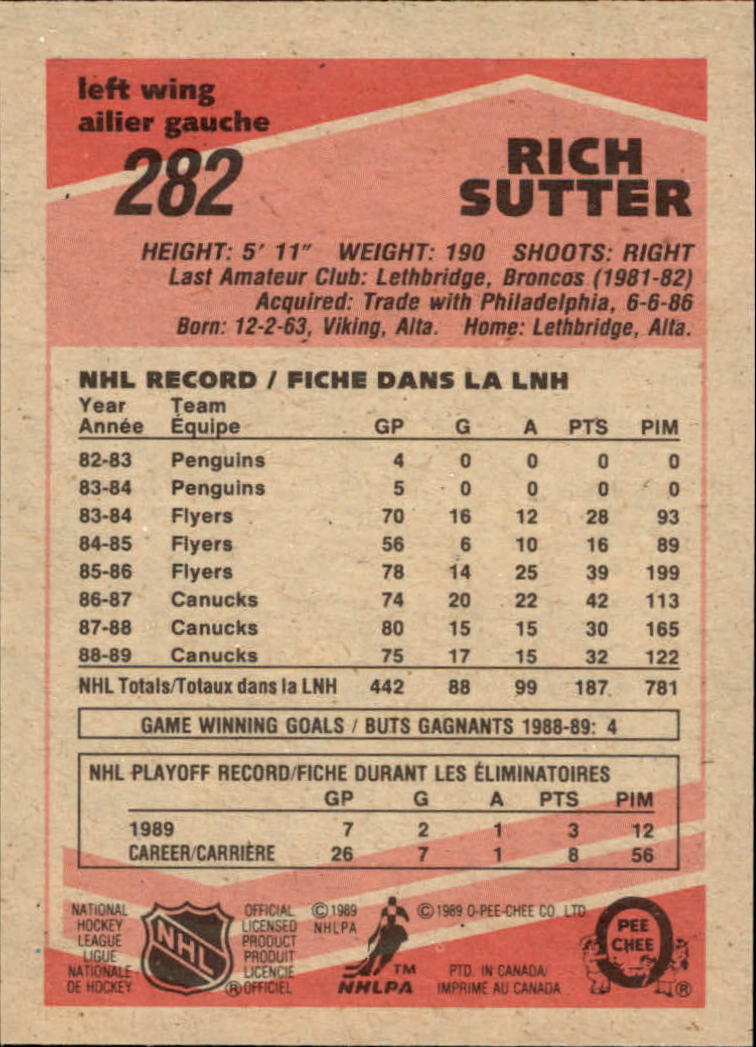 left wing
ailier gauche
282
RICH
SUTTER
HEIGHT: 5' 11" WEIGHT: 190 SHOOTS: RIGHT
Last Amateur Club: Lethbridge, Broncos (1981-82)
Acquired: Trade with Philadelphia, 6-6-86
Born: 12-2-63, Viking, Alta. Home: Lethbridge, Alta.
NHL RECORD / FICHE DANS LA LNH
Year Team
Année Équipe GP G A PTS PIM
82-83 Penguins 4 0 0 0 0
83-84 Penguins 5 0 0 0 0
83-84 Flyers 70 16 12 28 93
84-85 Flyers 56 6 10 16 89
85-86 Flyers 78 14 25 39 199
86-87 Canucks 74 20 22 42 113
87-88 Canucks 80 15 15 30 165
88-89 Canucks 75 17 15 32 122
NHL Totals/Totaux dans la LNH 442 88 99 187 781
GAME WINNING GOALS / BUTS GAGNANTS 1988-89: 4
NHL PLAYOFF RECORD/FICHE DURANT LES ÉLIMINATOIRES
GP G A PTS PIM
1989 7 2 1 3 12
CAREER/CARRIÈRE 26 7 1 8 56
NATIONAL
HOCKEY
LEAGUE
LIGUE
NATIONALE
DE HOCKEY
NHL
OFFICIAL
LICENSED
PRODUCT
PRODUIT
LICENCIE
® OFFICIEL
© 1989
NHLPA
TM
NHLPA
© 1989 O-PEE-CHEE CO. LTD.
PTD. IN CANADA/
IMPRIMÉ AU CANADA
PEE
CHEE
®